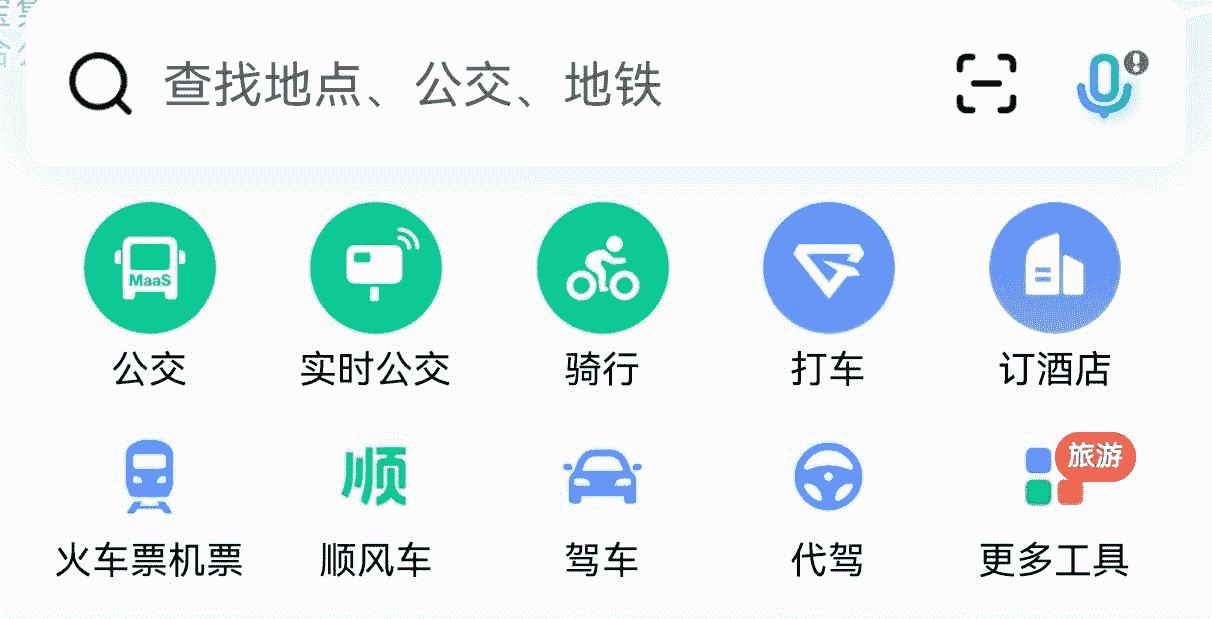 查找地点、公交、地铁
MaaS
公交
实时公交
骑行
打车
订酒店
顺
旅游
火车票机票
顺风车
驾车
代驾
更多工具